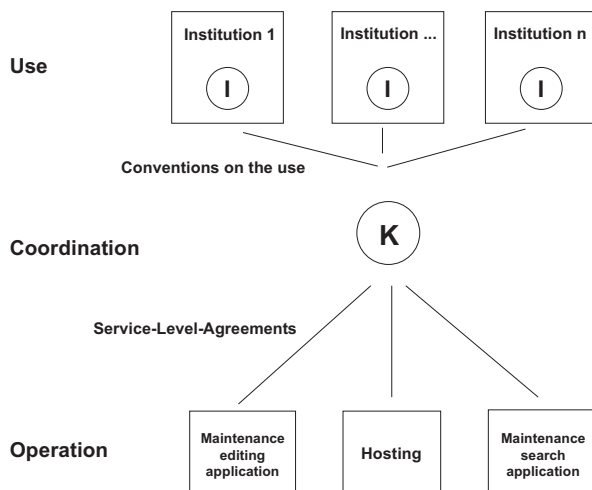 Institution 1
Institution ...
Institution n
Use
I
I
I
Conventions on the use
K
Coordination
Service-Level-Agreements
Operation
Maintenance
editing
application
Hosting
Maintenance
search
application